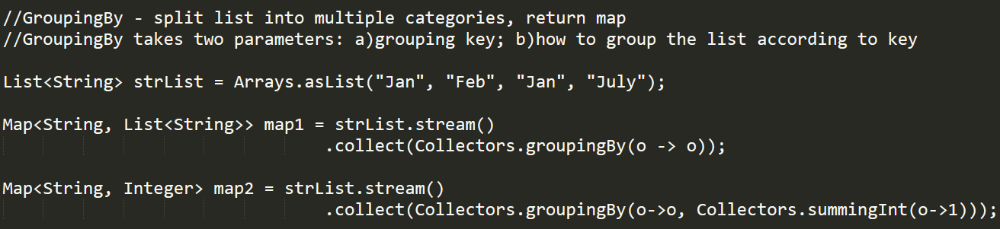 //GroupingBy - split list into multiple categories, return map
//GroupingBy takes two parameters: a)grouping key; b)how to group the list according to key
List<String> strList = Arrays.asList("Jan", "Feb", "Jan", "July");
Map<String, List<String>> map1 = strList.stream()
.collect(Collectors.groupingBy(o -> o));
Map<String, Integer> map2 = strList.stream()
.collect(Collectors.groupingBy(o->o, Collectors.summingInt(o->1)));